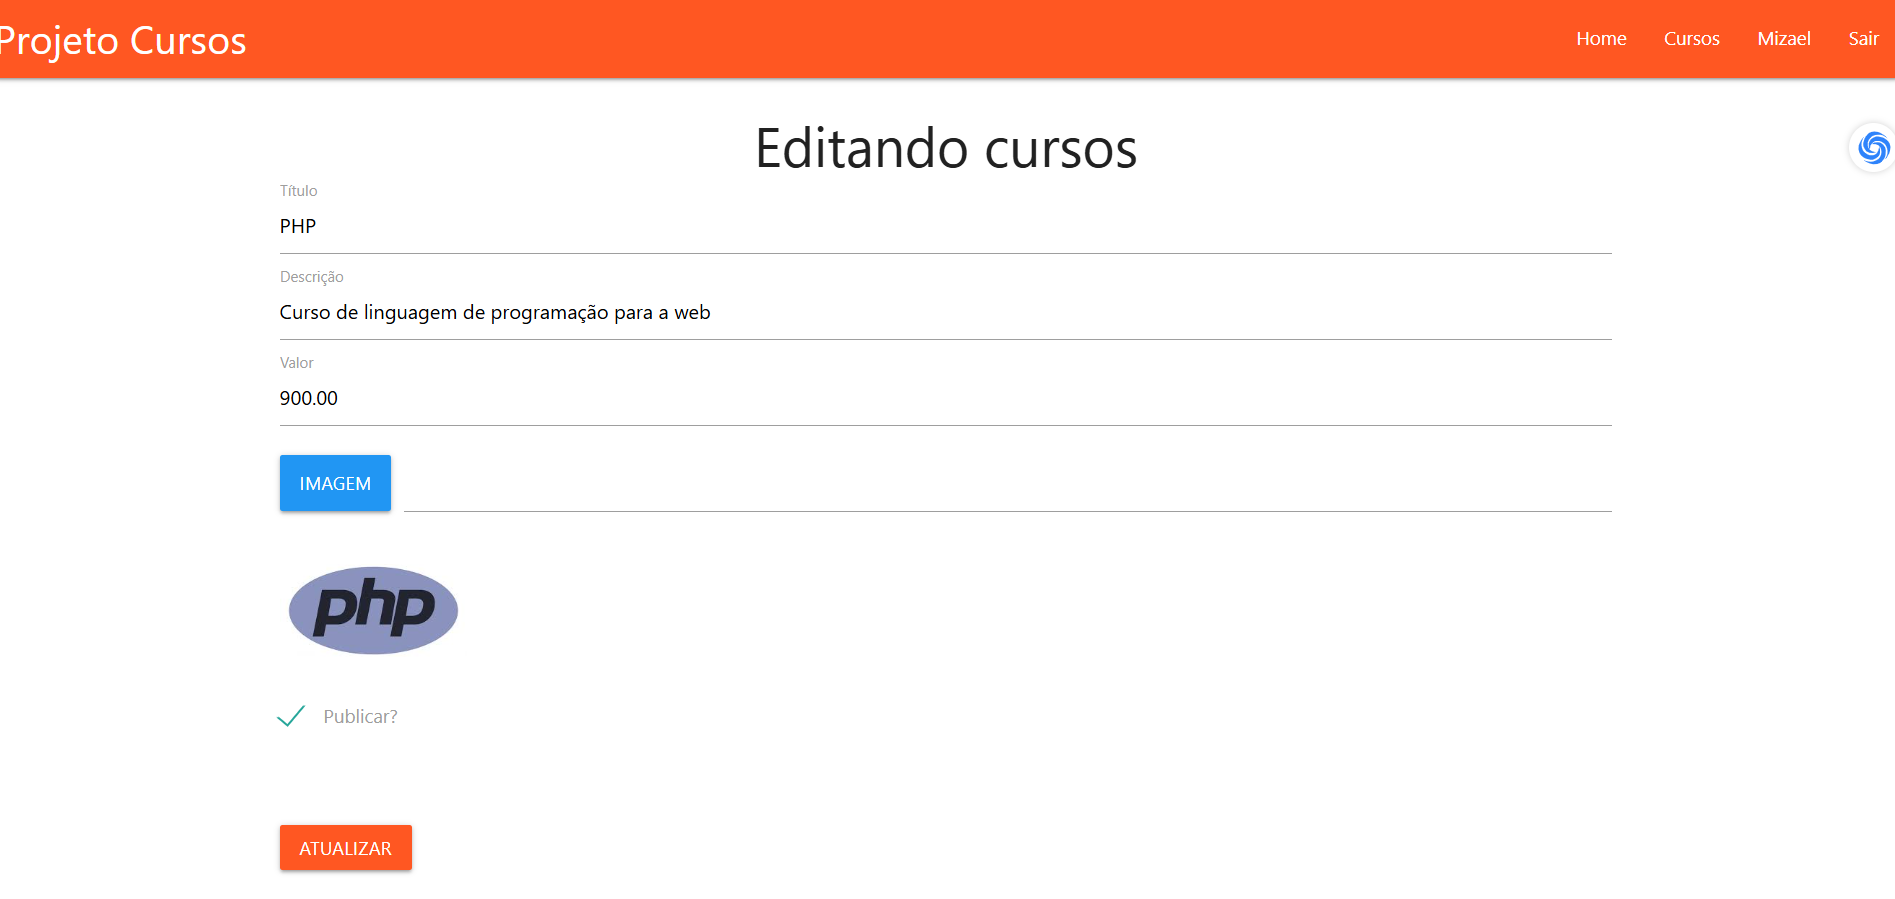 Projeto Cursos
Home Cursos Mizael Sair
Editando cursos
Título
PHP
Descrição
Curso de linguagem de programação para a web
Valor
900.00
IMAGEM
php
Publicar?
ATUALIZAR